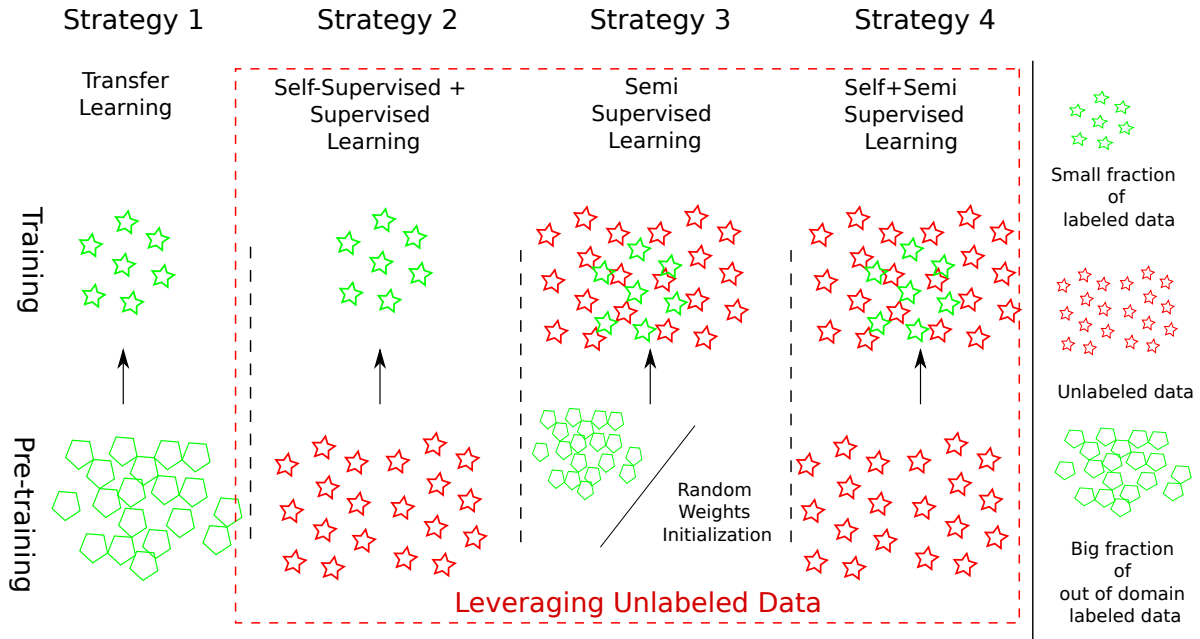 Strategy 1
Strategy 2
Strategy 3
Strategy 4
Transfer
Learning
Self-Supervised +
Supervised
Learning
Semi
Supervised
Learning
Self+Semi
Supervised
Learning
Training
Pre-training
Random
Weights
Initialization
Leveraging Unlabeled Data
Small fraction
of
labeled data
Unlabeled data
Big fraction
of
out of domain
labeled data